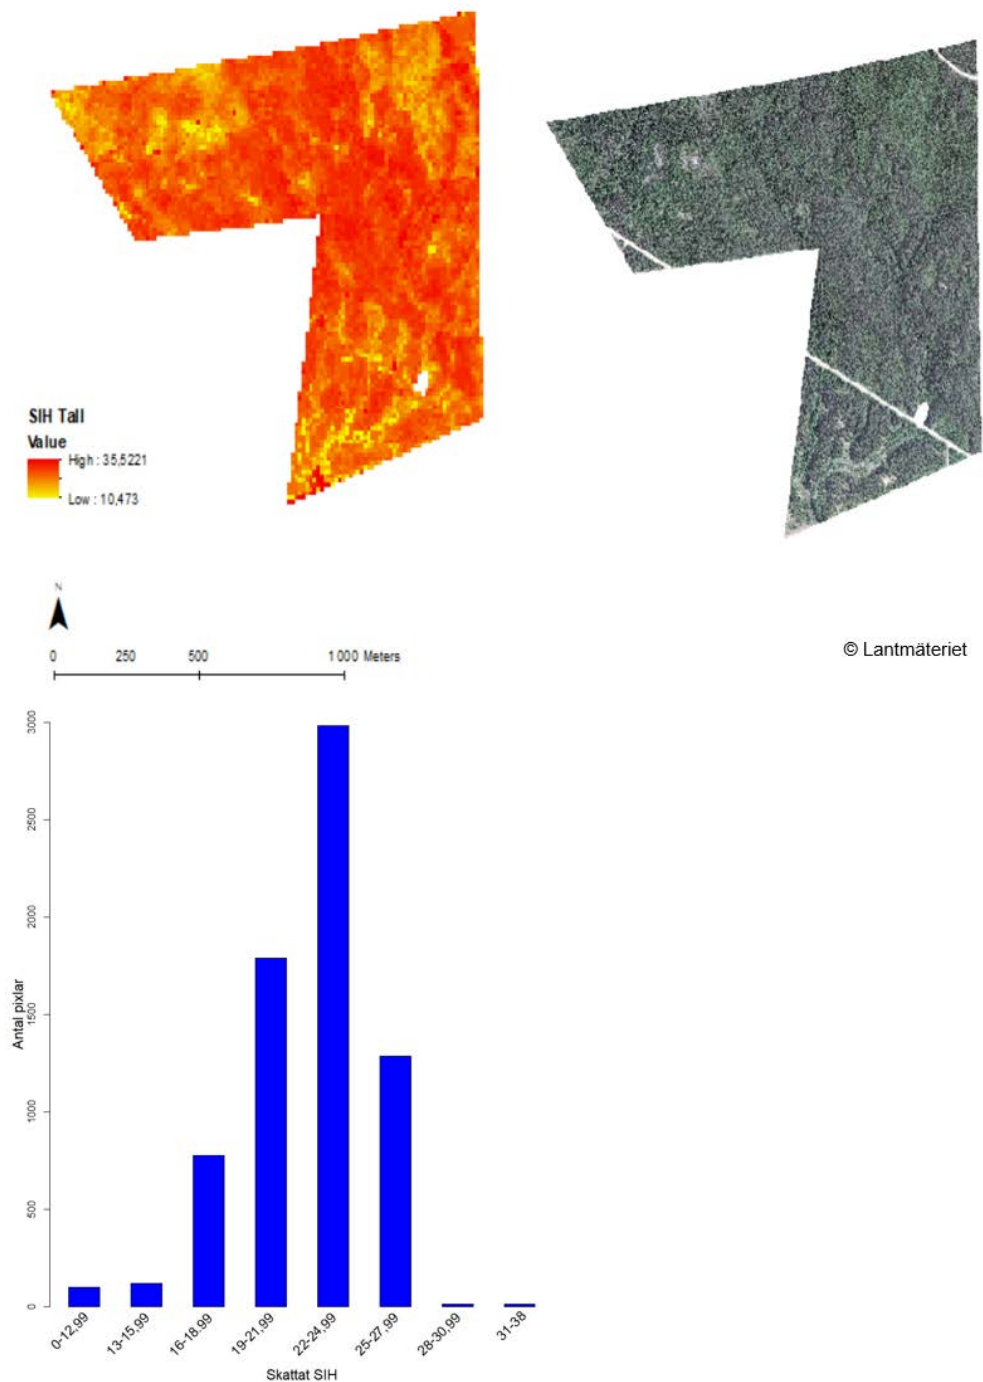 SIH Tall
Value
High : 35,5221
Low : 10,473
N
0 250 500 1 000 Meters
© Lantmäteriet
3000
2500
2000
1500
1000
500
0
Antal pixlar
0-12,99
13-15,99
16-18,99
19-21,99
22-24,99
25-27,99
28-30,99
31-38
Skattat SIH